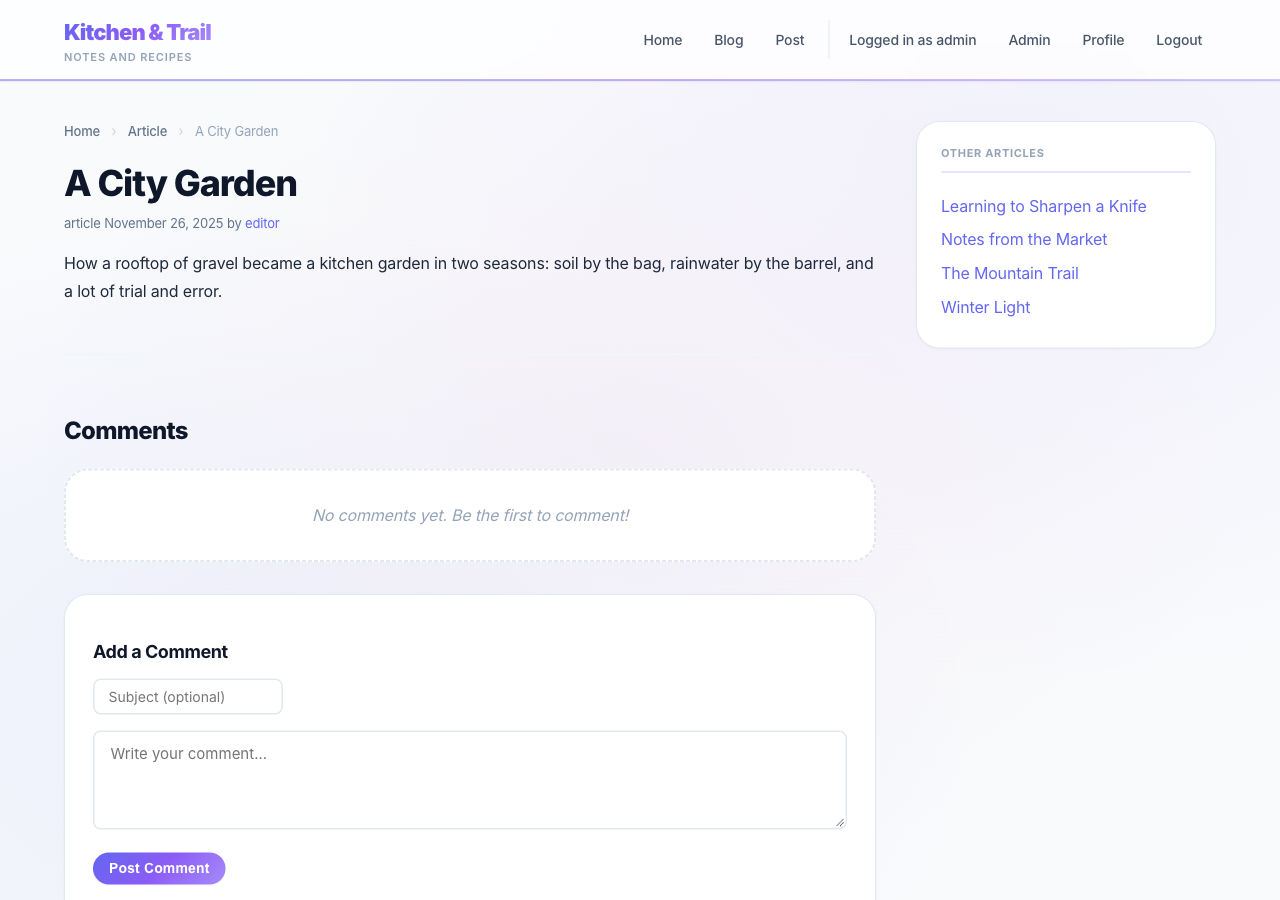 Kitchen & Trail
NOTES AND RECIPES
Home
Blog
Post
Logged in as admin
Admin
Profile
Logout
Home › Article › A City Garden
A City Garden
article November 26, 2025 by editor
How a rooftop of gravel became a kitchen garden in two seasons: soil by the bag, rainwater by the barrel, and
a lot of trial and error.
OTHER ARTICLES
Learning to Sharpen a Knife
Notes from the Market
The Mountain Trail
Winter Light
Comments
No comments yet. Be the first to comment!
Add a Comment
Subject (optional)
Write your comment...
Post Comment